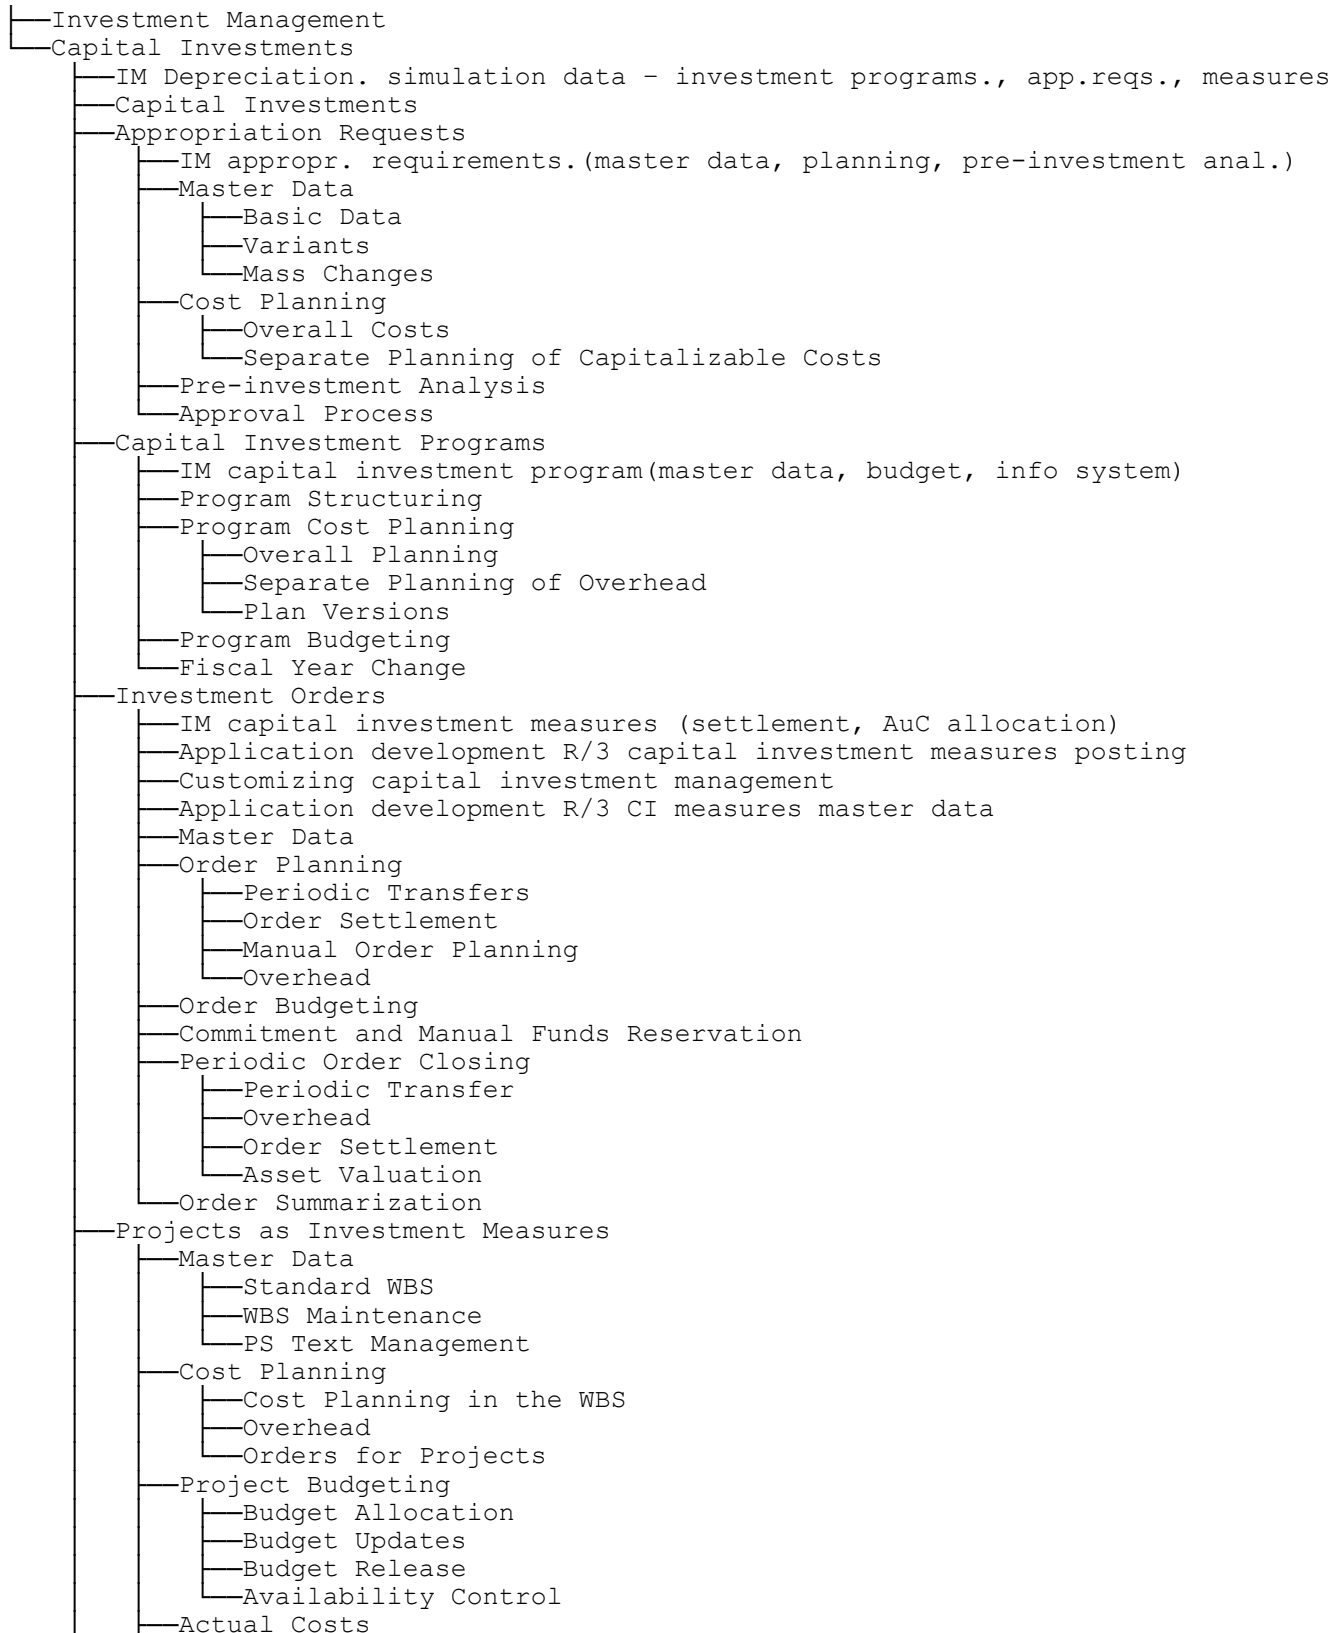 Investment Management
Capital Investments
IM Depreciation. simulation data – investment programs., app.reqs., measures
Capital Investments
Appropriation Requests
IM appropr. requirements.(master data, planning, pre-investment anal.)
Master Data
Basic Data
Variants
Mass Changes
Cost Planning
Overall Costs
Separate Planning of Capitalizable Costs
Pre-investment Analysis
Approval Process
Capital Investment Programs
IM capital investment program(master data, budget, info system)
Program Structuring
Program Cost Planning
Overall Planning
Separate Planning of Overhead
Plan Versions
Program Budgeting
Fiscal Year Change
Investment Orders
IM capital investment measures (settlement, AuC allocation)
Application development R/3 capital investment measures posting
Customizing capital investment management
Application development R/3 CI measures master data
Master Data
Order Planning
Periodic Transfers
Order Settlement
Manual Order Planning
Overhead
Order Budgeting
Commitment and Manual Funds Reservation
Periodic Order Closing
Periodic Transfer
Overhead
Order Settlement
Asset Valuation
Order Summarization
Projects as Investment Measures
Master Data
Standard WBS
WBS Maintenance
PS Text Management
Cost Planning
Cost Planning in the WBS
Overhead
Orders for Projects
Project Budgeting
Budget Allocation
Budget Updates
Budget Release
Availability Control
Actual Costs